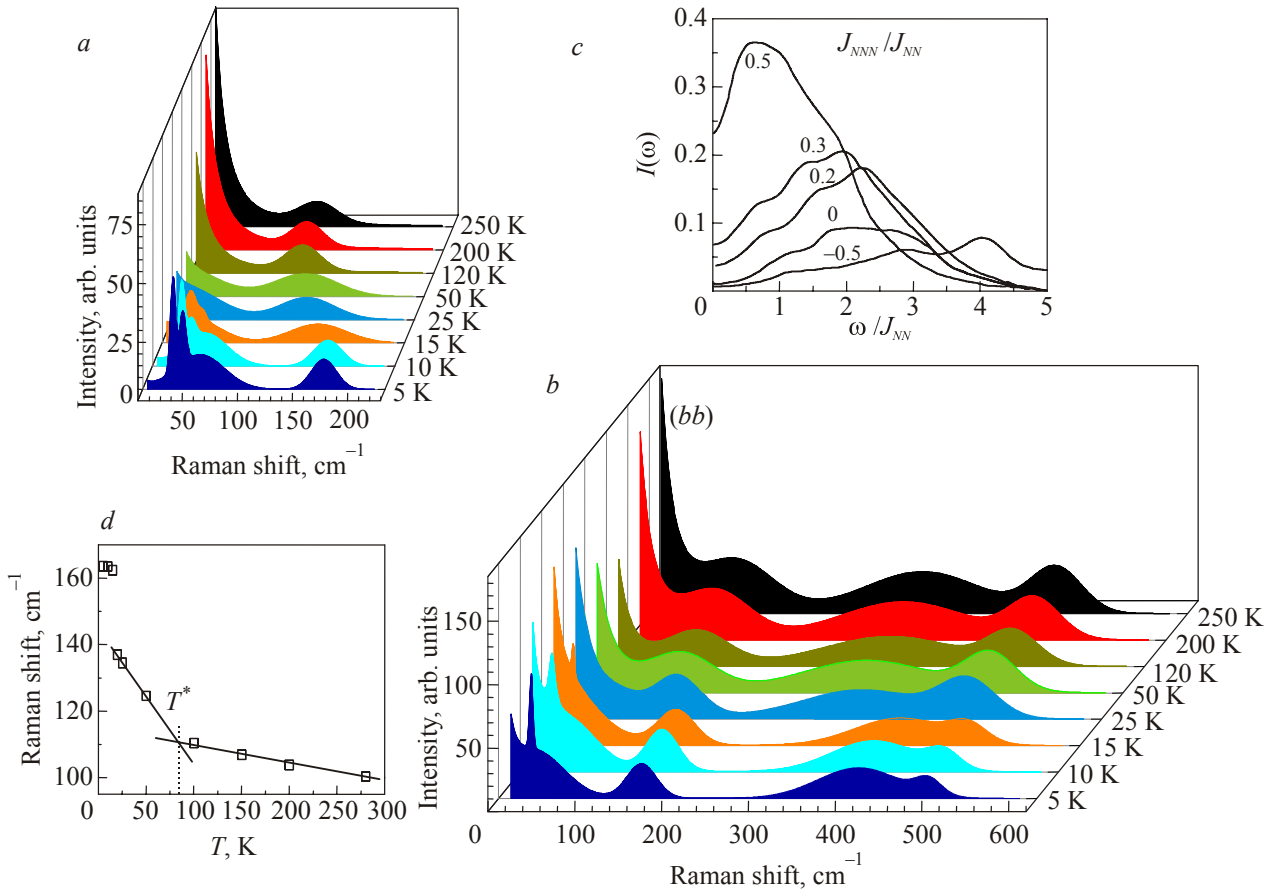 a
75
50
25
0
Intensity, arb. units
250 K
200 K
120 K
50 K
25 K
15 K
10 K
5 K
50 100 150 200
Raman shift, cm–1
c
JNNN /JNN
0.4
0.3
0.2
0.1
I(ω)
0.5
0.3
0.2
0
–0.5
0 1 2 3 4 5
ω /JNN
b
(bb)
150
100
50
Intensity, arb. units
250 K
200 K
120 K
50 K
25 K
15 K
10 K
5 K
0 100 200 300 400 500 600
Raman shift, cm–1
d
160
140
120
100
Raman shift, cm–1
T*
0 50 100 150 200 250 300
T, K